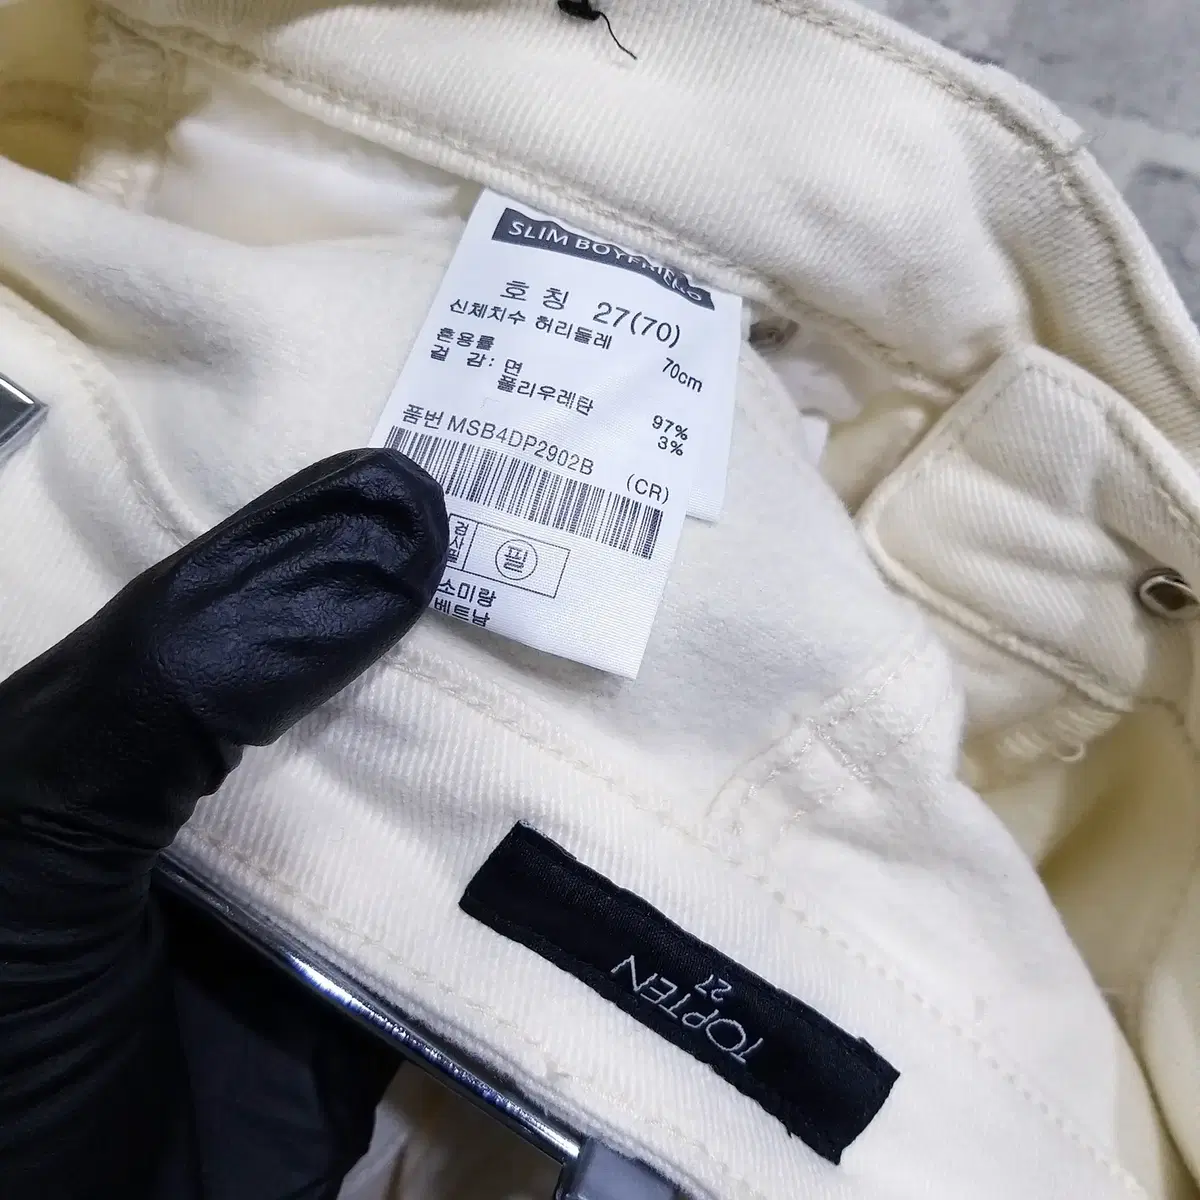 SLIM BOYFRIEND
호 칭 27(70)
신체치수 허리둘레 70cm
혼용율
겉 감: 면 97%
폴리우레탄 3%
품번 MSB4DP2902B (CR)
검사필 필
소미랑
베트남
TOPTEN
27